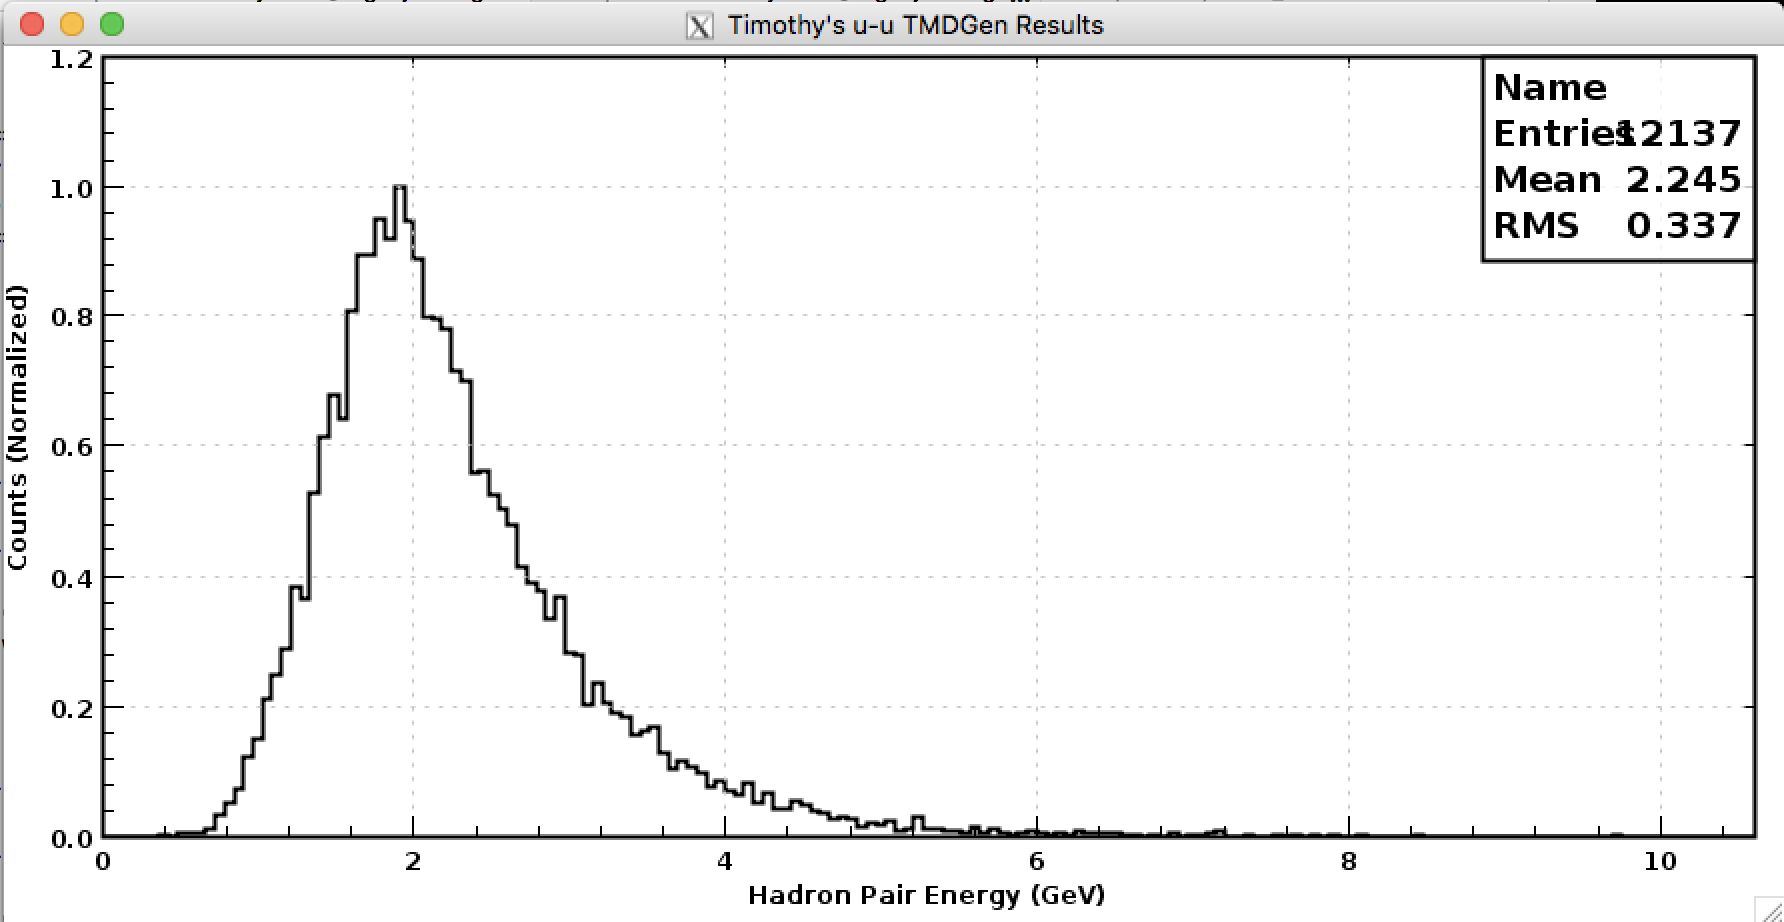 Timothy's u-u TMDGen Results
1.2
1.0
0.8
0.6
0.4
0.2
0.0
Counts (Normalized)
Name
Entries 12137
Mean 2.245
RMS 0.337
0 2 4 6 8 10
Hadron Pair Energy (GeV)